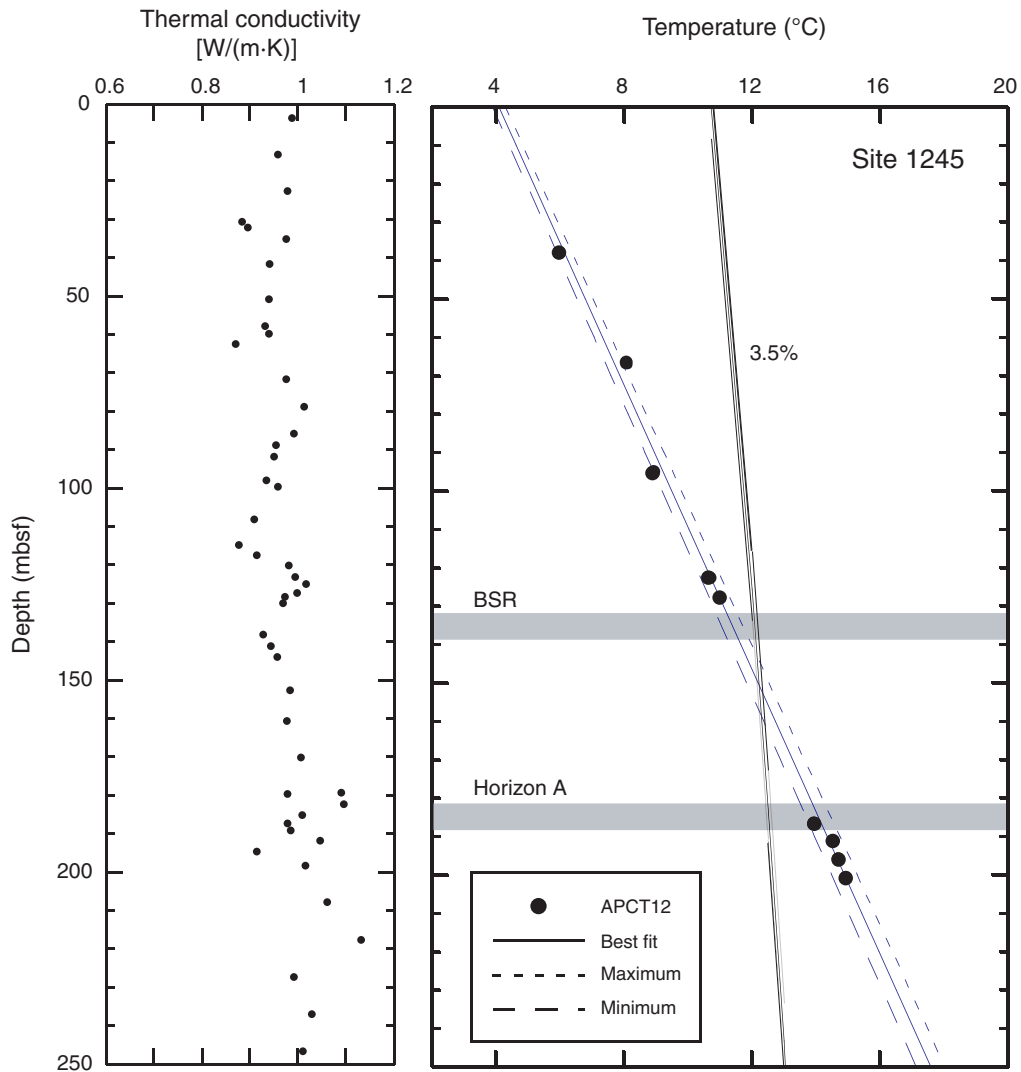 Thermal conductivity
[W/(m·K)]
Temperature (°C)
0.6 0.8 1 1.2
4 8 12 16 20
0
50
100
150
200
250
Depth (mbsf)
Site 1245
3.5%
BSR
Horizon A
APCT12
Best fit
Maximum
Minimum